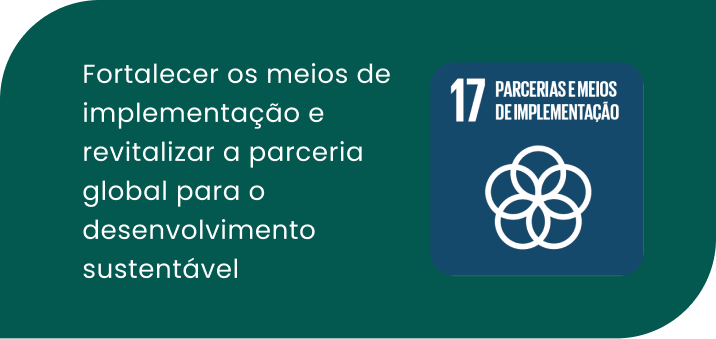 Fortalecer os meios de
implementação e
revitalizar a parceria
global para o
desenvolvimento
sustentável
17 PARCERIAS E MEIOS
DE IMPLEMENTAÇÃO